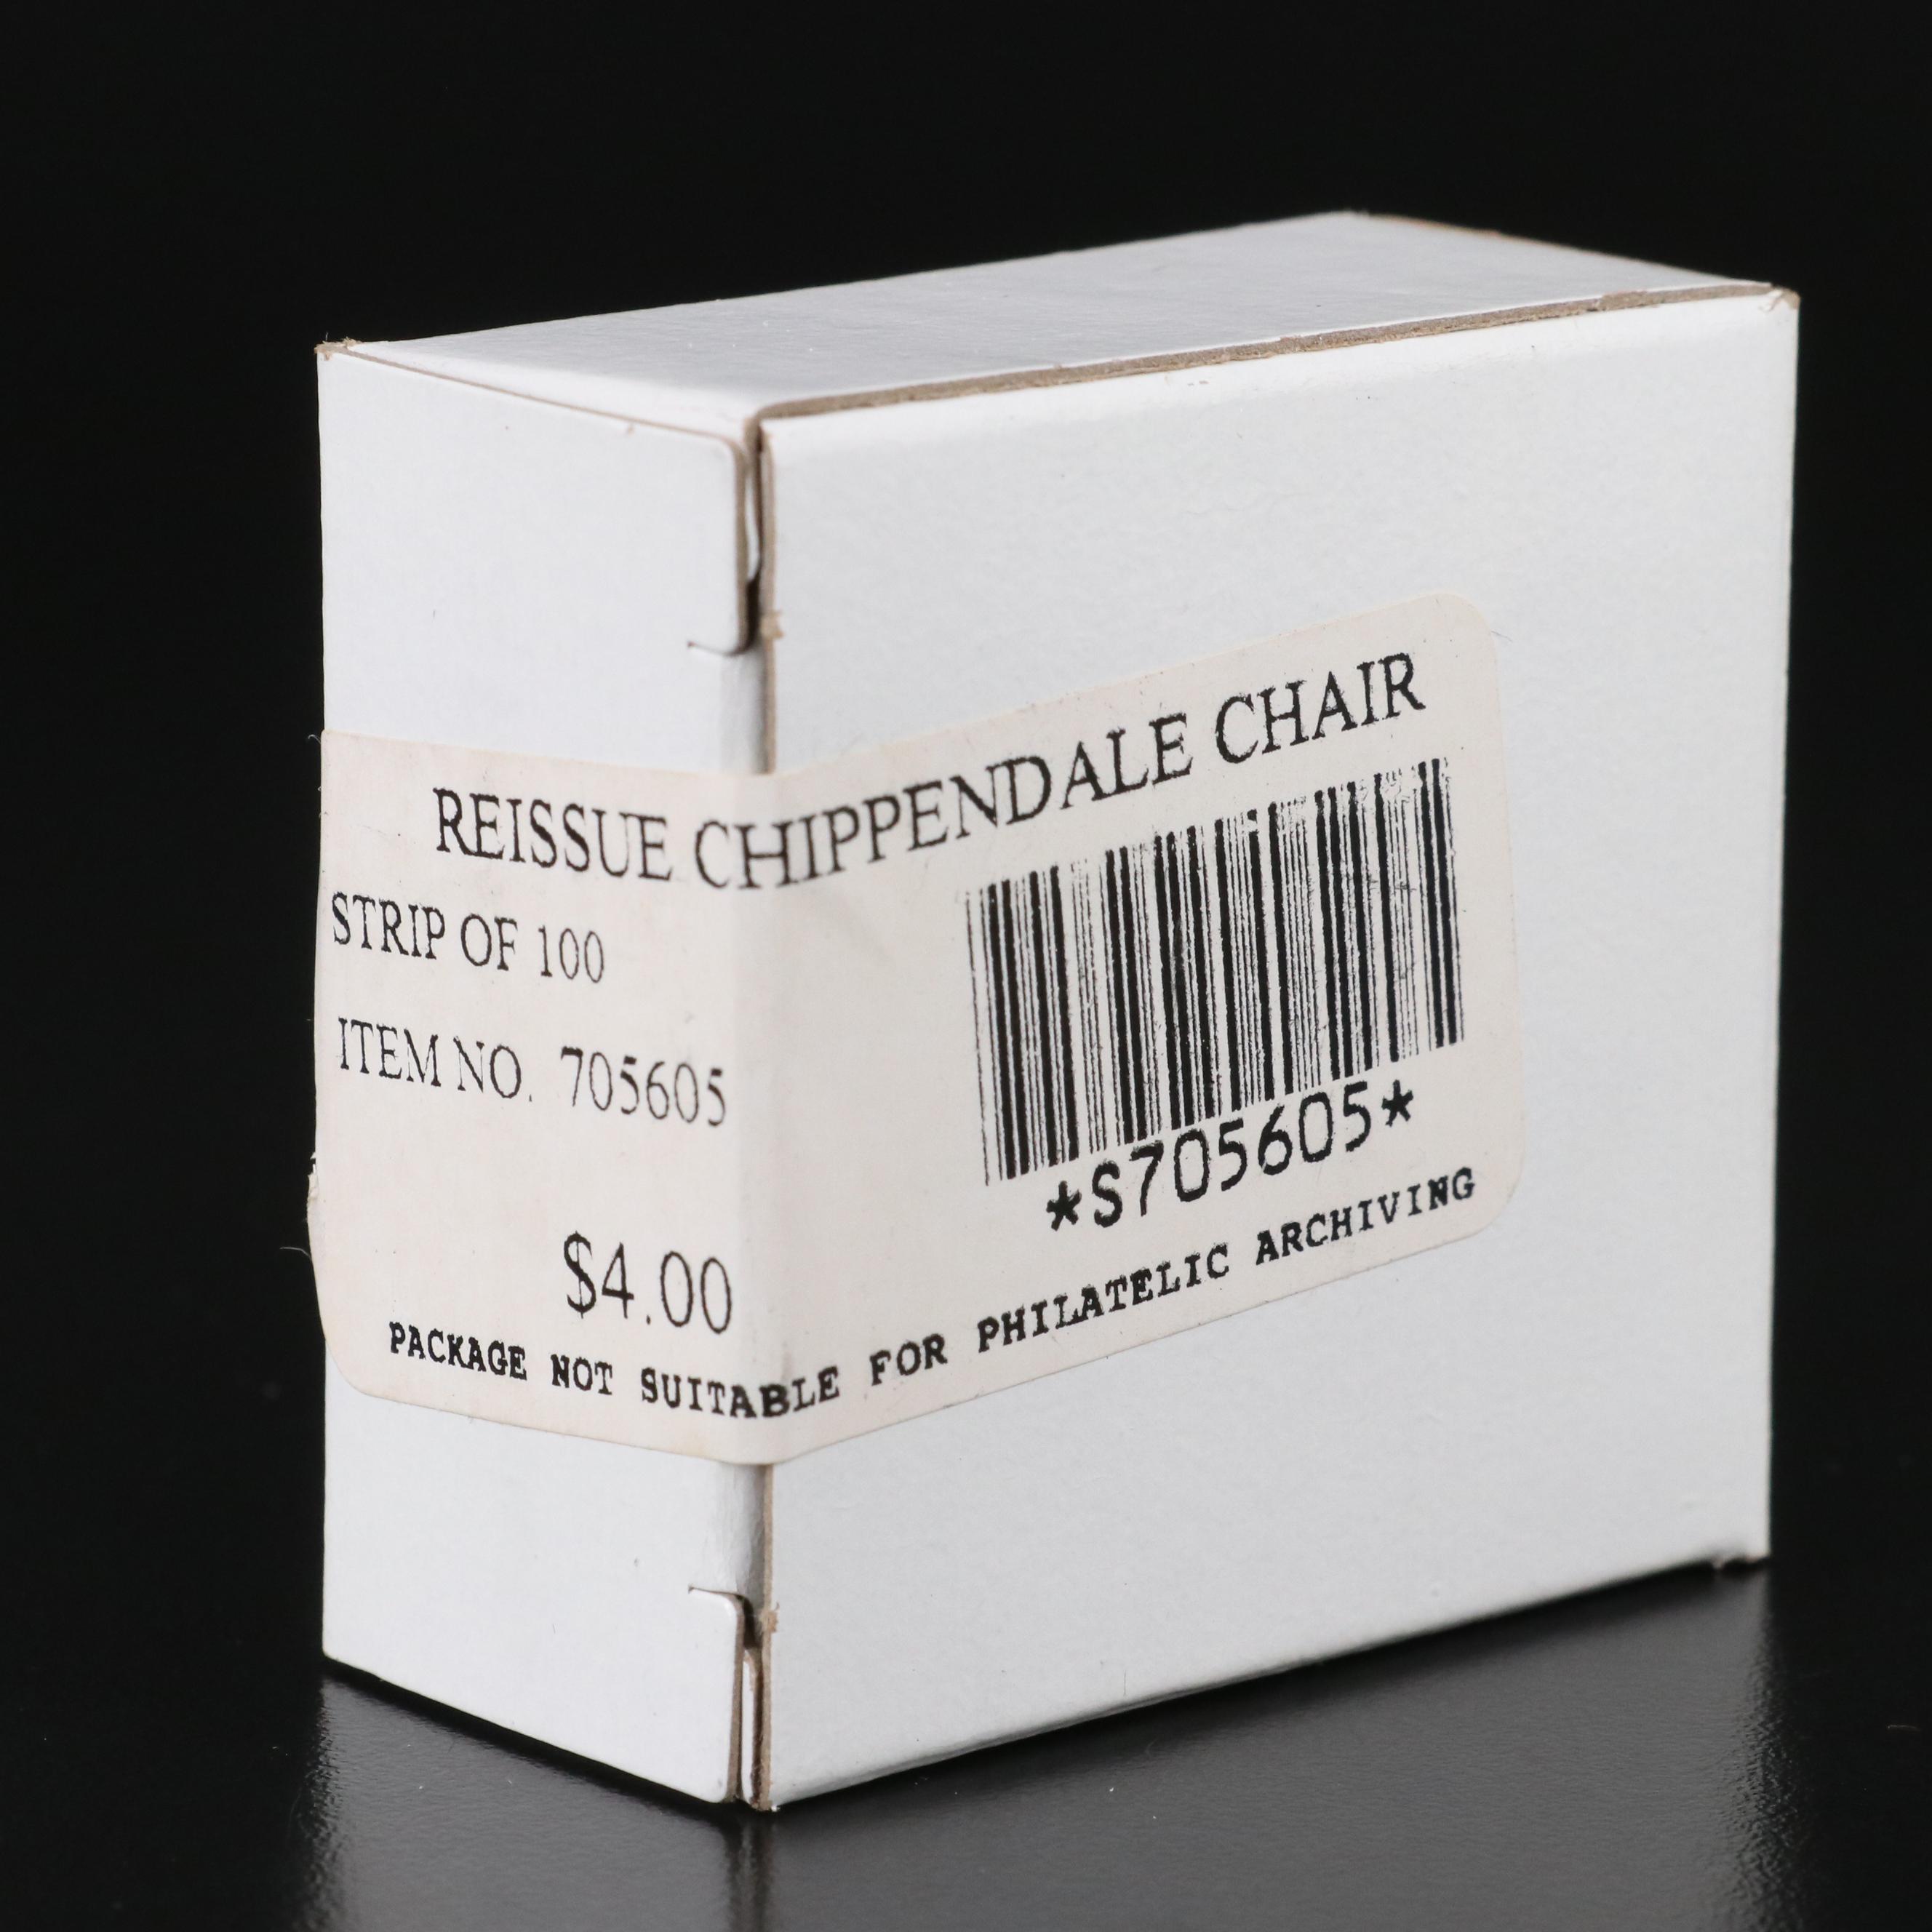 REISSUE CHIPPENDALE CHAIR
STRIP OF 100
ITEM NO. 705605
*S705605*
$4.00
PACKAGE NOT SUITABLE FOR PHILATELIC ARCHIVING